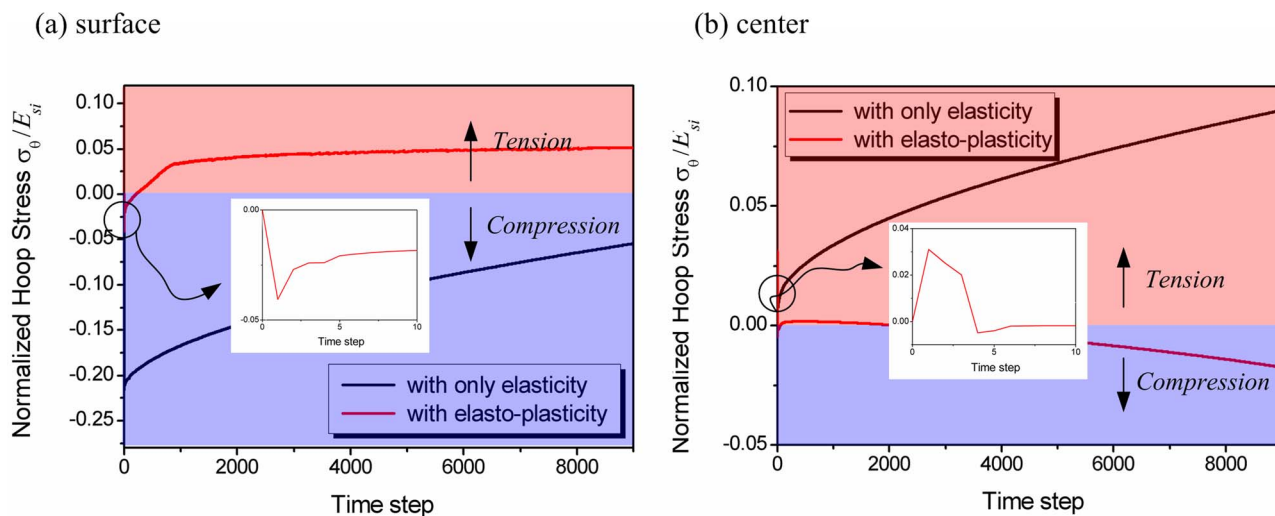 (a) surface
Normalized Hoop Stress σθ/Esi
0.10
0.05
0.00
-0.05
-0.10
-0.15
-0.20
-0.25
Tension
Compression
0.00
-0.05
0
5
10
Time step
with only elasticity
with elasto-plasticity
0
2000
4000
6000
8000
Time step
(b) center
Normalized Hoop Stress σθ/Esi
0.10
0.05
0.00
-0.05
with only elasticity
with elasto-plasticity
0.04
0.02
0.00
0
5
10
Time step
Tension
Compression
0
2000
4000
6000
8000
Time step